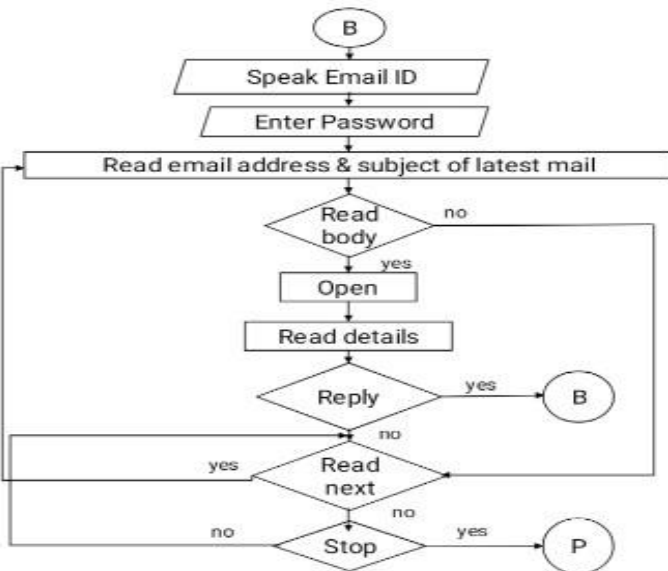 B
Speak Email ID
Enter Password
Read email address & subject of latest mail
Read
body
no
yes
Open
Read details
Reply
yes
B
no
yes
Read
next
no
no
Stop
yes
P